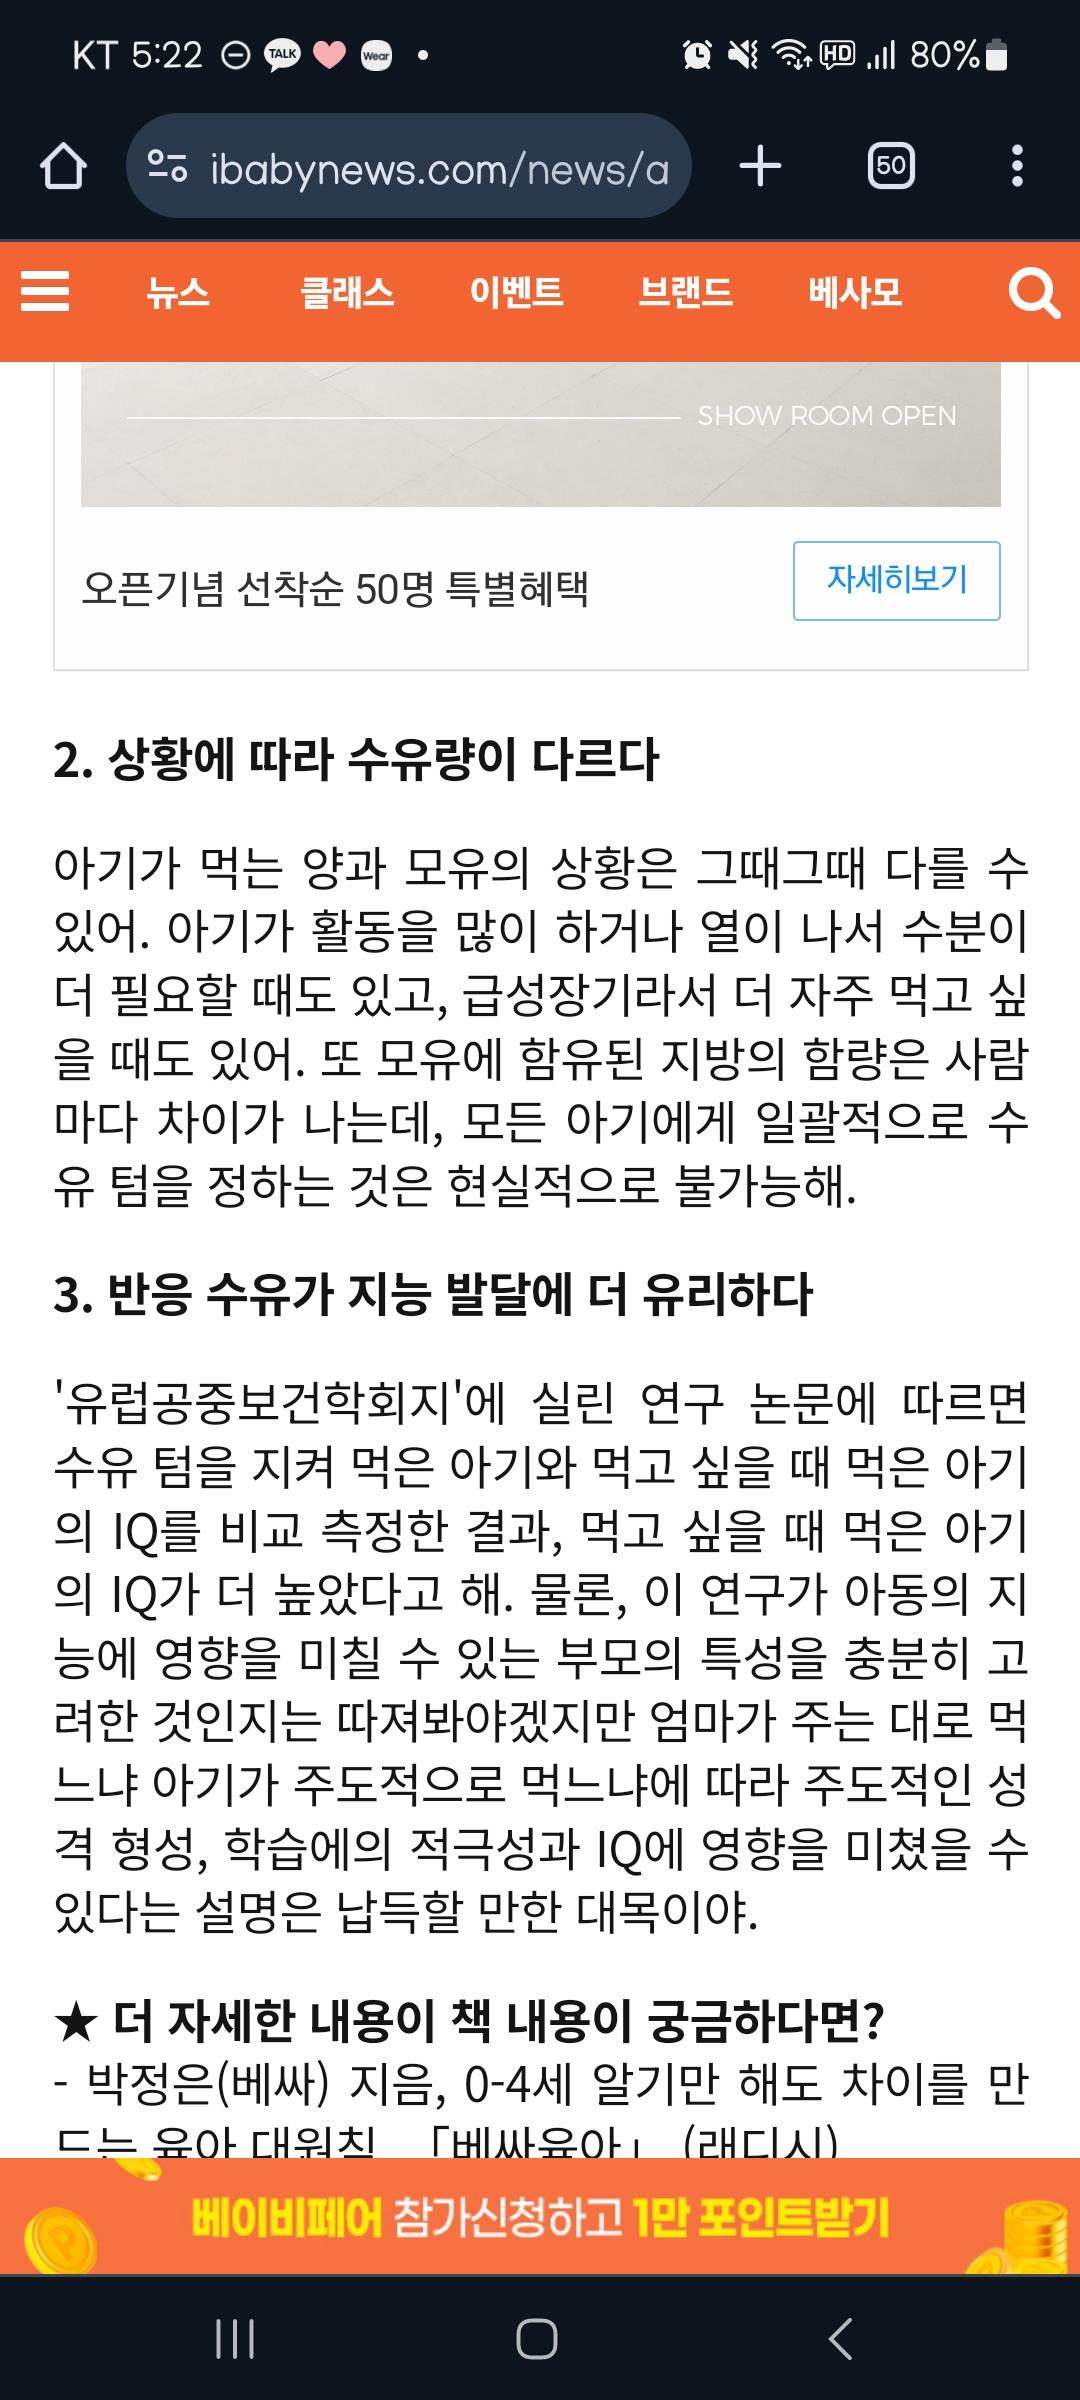 KT 5:22 TALK Wear HD 80%
ibabynews.com/news/a 50
뉴스 클래스 이벤트 브랜드 베사모
SHOW ROOM OPEN
오픈기념 선착순 50명 특별혜택 자세히보기
2. 상황에 따라 수유량이 다르다
아기가 먹는 양과 모유의 상황은 그때그때 다를 수
있어. 아기가 활동을 많이 하거나 열이 나서 수분이
더 필요할 때도 있고, 급성장기라서 더 자주 먹고 싶
을 때도 있어. 또 모유에 함유된 지방의 함량은 사람
마다 차이가 나는데, 모든 아기에게 일괄적으로 수
유 텀을 정하는 것은 현실적으로 불가능해.
3. 반응 수유가 지능 발달에 더 유리하다
'유럽공중보건학회지'에 실린 연구 논문에 따르면
수유 텀을 지켜 먹은 아기와 먹고 싶을 때 먹은 아기
의 IQ를 비교 측정한 결과, 먹고 싶을 때 먹은 아기
의 IQ가 더 높았다고 해. 물론, 이 연구가 아동의 지
능에 영향을 미칠 수 있는 부모의 특성을 충분히 고
려한 것인지는 따져봐야겠지만 엄마가 주는 대로 먹
느냐 아기가 주도적으로 먹느냐에 따라 주도적인 성
격 형성, 학습에의 적극성과 IQ에 영향을 미쳤을 수
있다는 설명은 납득할 만한 대목이야.
★ 더 자세한 내용이 책 내용이 궁금하다면?
- 박정은(베싸) 지음, 0-4세 알기만 해도 차이를 만
드는 육아 대원칙, 「베싸육아」 (래디시)
베이비페어 참가신청하고 1만 포인트받기